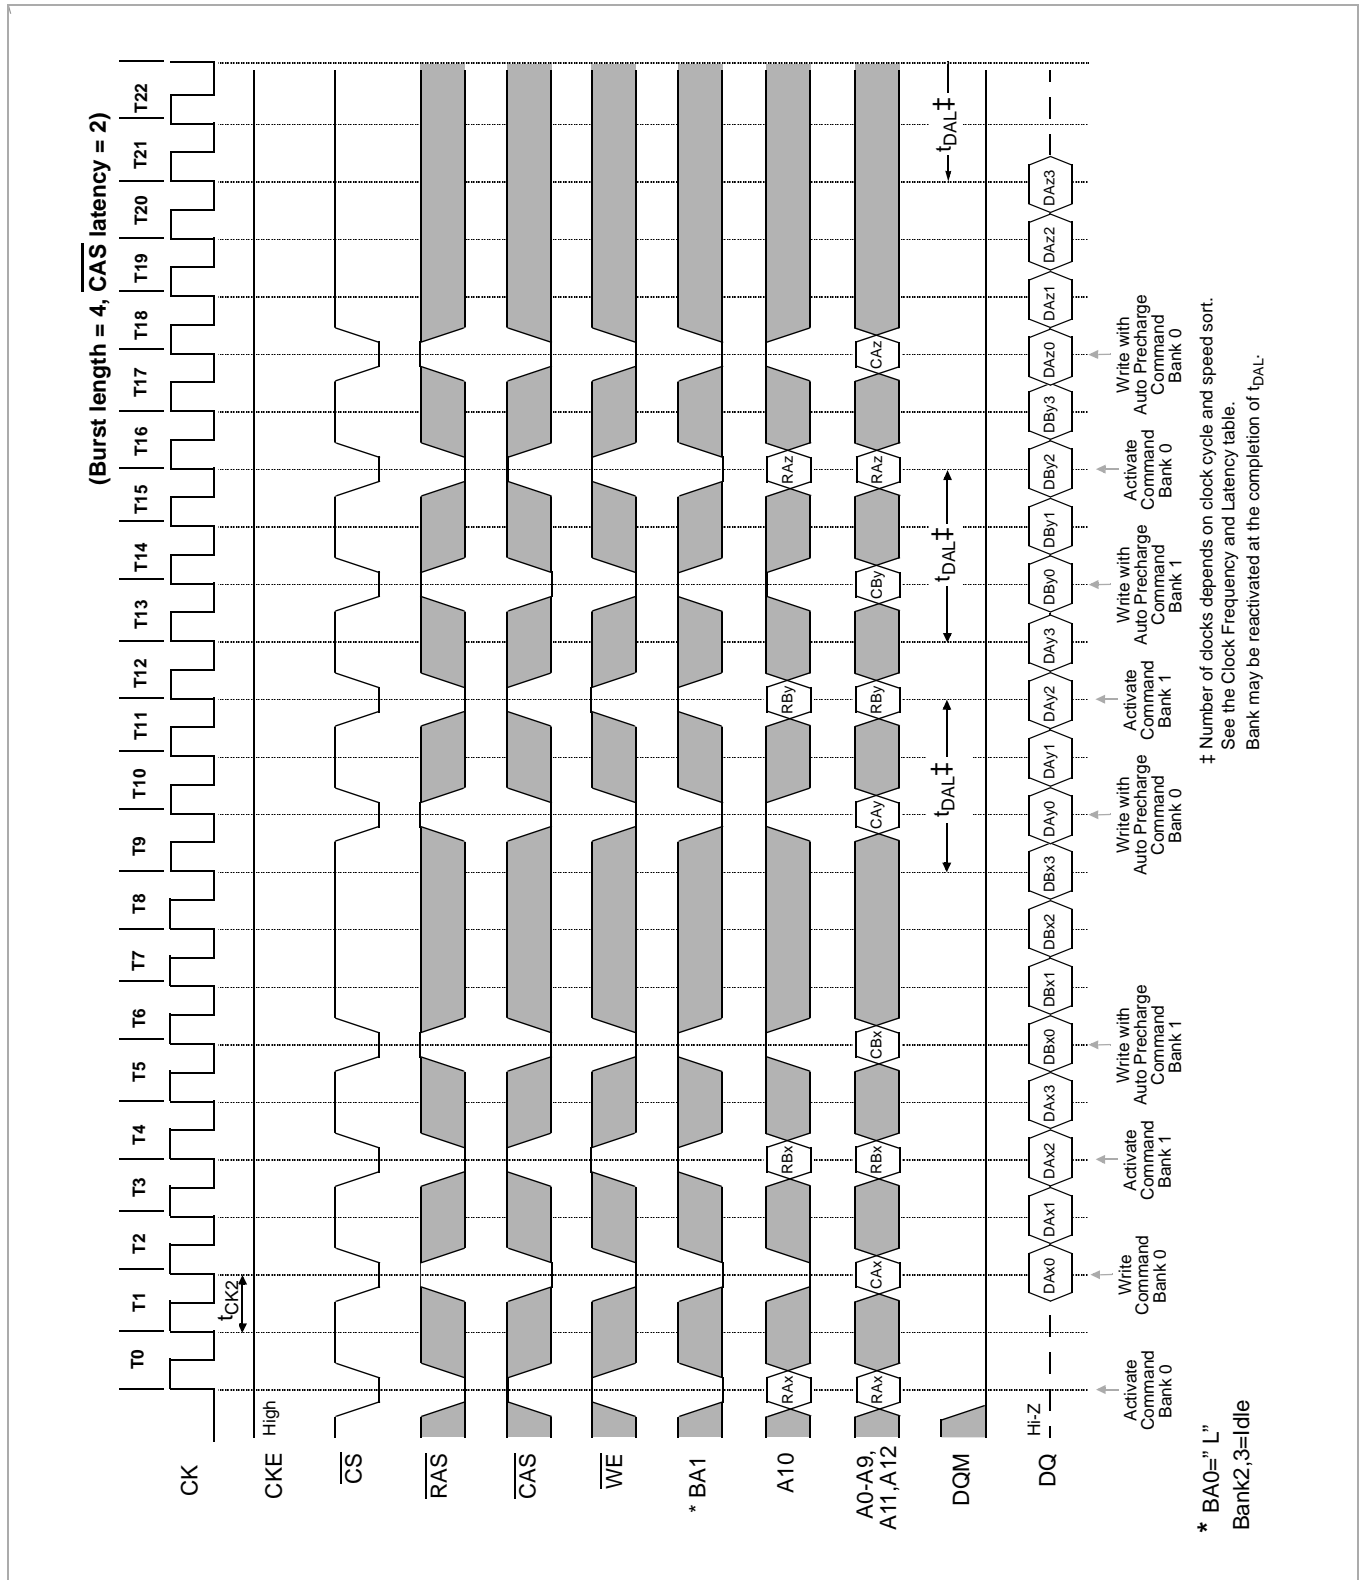 (Burst length = 4, CAS latency = 2)
T0 T1 T2 T3 T4 T5 T6 T7 T8 T9 T10 T11 T12 T13 T14 T15 T16 T17 T18 T19 T20 T21 T22
CK
tCK2
CKE
High
CS
RAS
CAS
WE
* BA1
A10
RAx RBx RBy RAz
A0-A9,
A11,A12
RAx CAx RBx CBx CAy RBy CBy RAz CAz
DQM
tDAL‡ tDAL‡ tDAL‡
DQ
Hi-Z
DAx0 DAx1 DAx2 DAx3 DBx0 DBx1 DBx2 DBx3 DAy0 DAy1 DAy2 DAy3 DBy0 DBy1 DBy2 DBy3 DAz0 DAz1 DAz2 DAz3
Activate
Command
Bank 0
Write
Command
Bank 0
Activate
Command
Bank 1
Write with
Auto Precharge
Command
Bank 1
Write with
Auto Precharge
Command
Bank 0
Activate
Command
Bank 1
Write with
Auto Precharge
Command
Bank 1
Activate
Command
Bank 0
Write with
Auto Precharge
Command
Bank 0
* BA0=” L”
Bank2,3=Idle
‡ Number of clocks depends on clock cycle and speed sort.
See the Clock Frequency and Latency table.
Bank may be reactivated at the completion of tDAL.